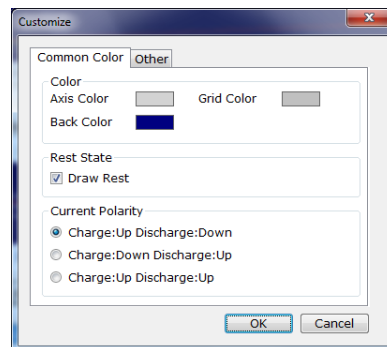 Customize
Common Color Other
Color
Axis Color Grid Color
Back Color
Rest State
Draw Rest
Current Polarity
Charge:Up Discharge:Down
Charge:Down Discharge:Up
Charge:Up Discharge:Up
OK Cancel